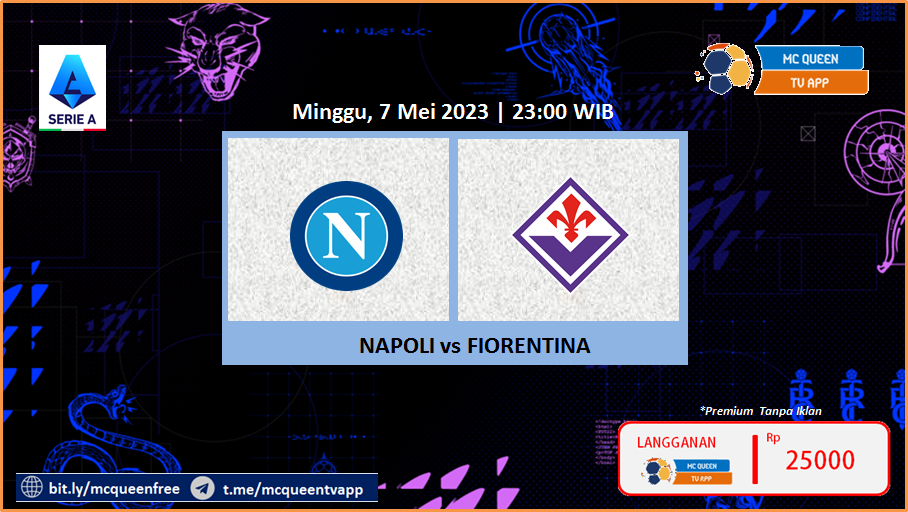 SERIE A
MC QUEEN
TV APP
Minggu, 7 Mei 2023 | 23:00 WIB
N
NAPOLI vs FIORENTINA
*Premium Tanpa Iklan
LANGGANAN
Rp
25000
MC QUEEN
TV APP
bit.ly/mcqueenfree
t.me/mcqueentvapp